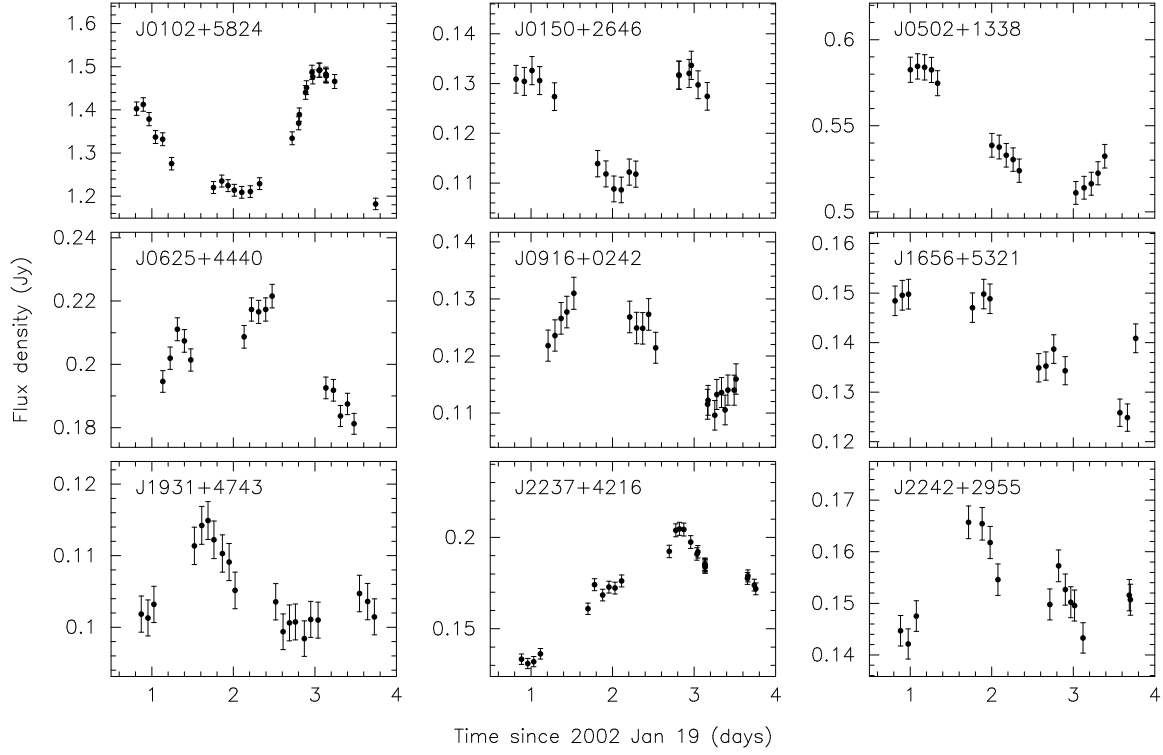 J0102+5824
1.6
1.5
1.4
1.3
1.2
J0150+2646
0.14
0.13
0.12
0.11
J0502+1338
0.6
0.55
0.5
J0625+4440
0.24
0.22
0.2
0.18
J0916+0242
0.14
0.13
0.12
0.11
J1656+5321
0.16
0.15
0.14
0.13
0.12
J1931+4743
0.12
0.11
0.1
1 2 3 4
J2237+4216
0.2
0.15
1 2 3 4
J2242+2955
0.17
0.16
0.15
0.14
1 2 3 4
Flux density (Jy)
Time since 2002 Jan 19 (days)